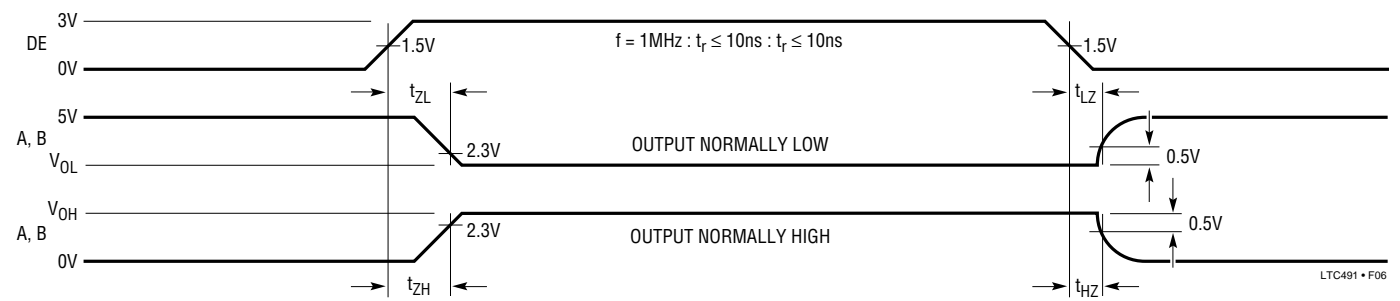 3V
DE
1.5V
f = 1MHz : tr ≤ 10ns : tr ≤ 10ns
1.5V
0V
tZL
tLZ
5V
A, B
2.3V
OUTPUT NORMALLY LOW
0.5V
VOL
VOH
A, B
2.3V
OUTPUT NORMALLY HIGH
0.5V
0V
tZH
tHZ
LTC491 • F06